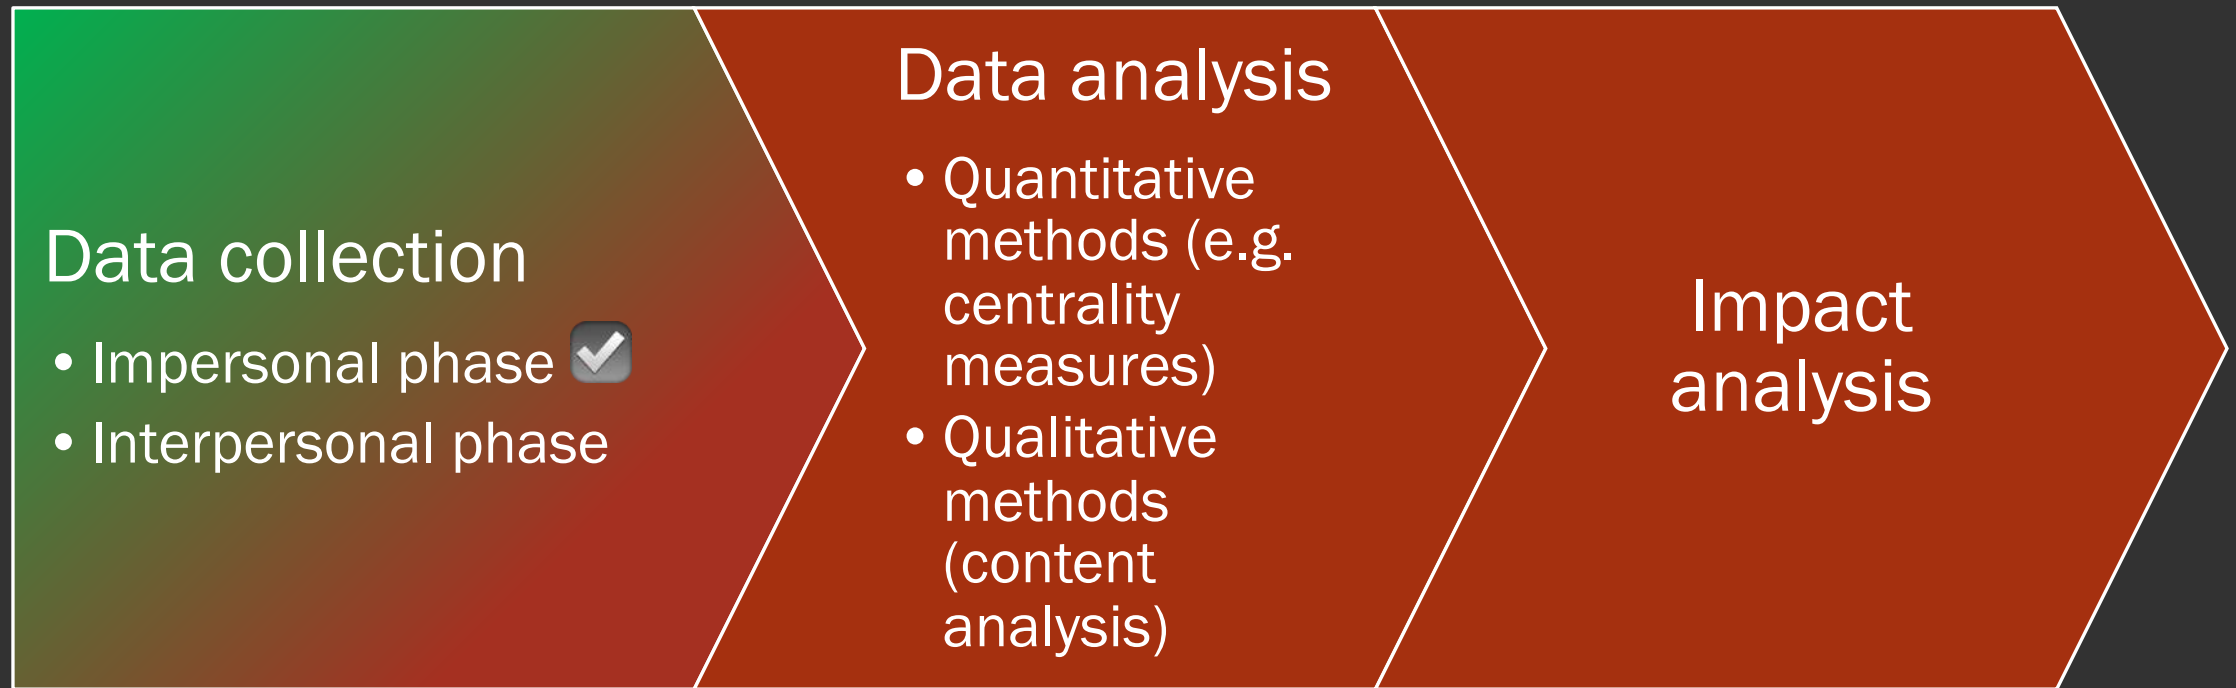 Data collection
• Impersonal phase ☑
• Interpersonal phase
Data analysis
• Quantitative
methods (e.g.
centrality
measures)
• Qualitative
methods
(content
analysis)
Impact
analysis